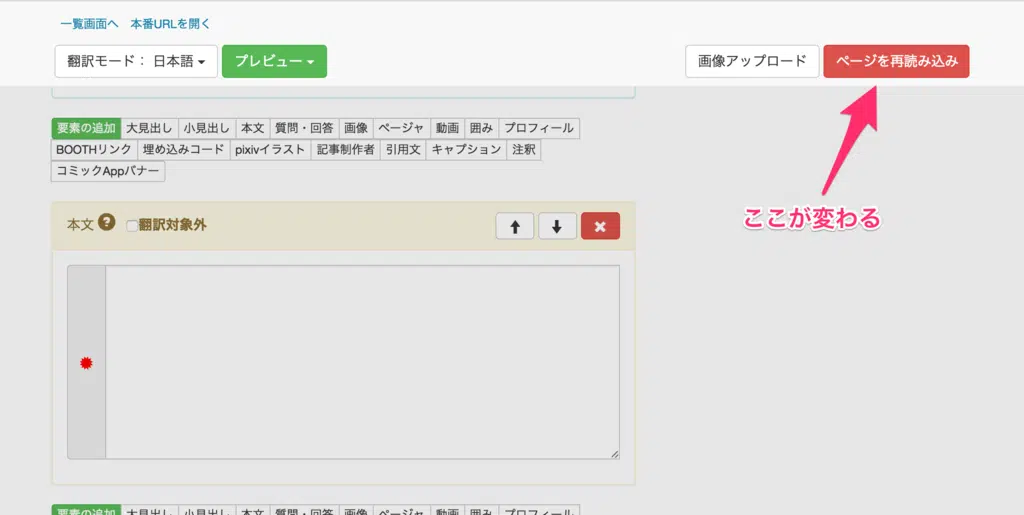 一覧画面へ 本番URLを開く
翻訳モード： 日本語 プレビュー 画像アップロード ページを再読み込み
要素の追加 大見出し 小見出し 本文 質問・回答 画像 ページャ 動画 囲み プロフィール
BOOTHリンク 埋め込みコード pixivイラスト 記事制作者 引用文 キャプション 注釈
コミックAppバナー
ここが変わる
本文 ? 翻訳対象外
要素の追加 大見出し 小見出し 本文 質問・回答 画像 ページャ 動画 囲み プロフィール